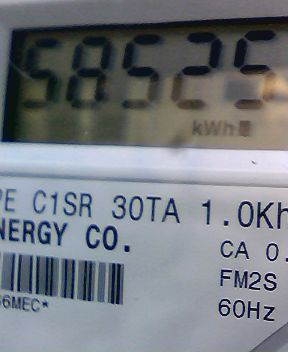 58525
kWh
PE C1SR 30TA 1.0Kh
NERGY CO.
CA 0.
FM2S
60Hz
6MEC*